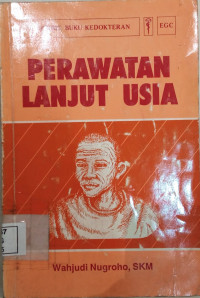 BUKU KEDOKTERAN
EGC
PERAWATAN
LANJUT USIA
Wahjudi Nugroho, SKM